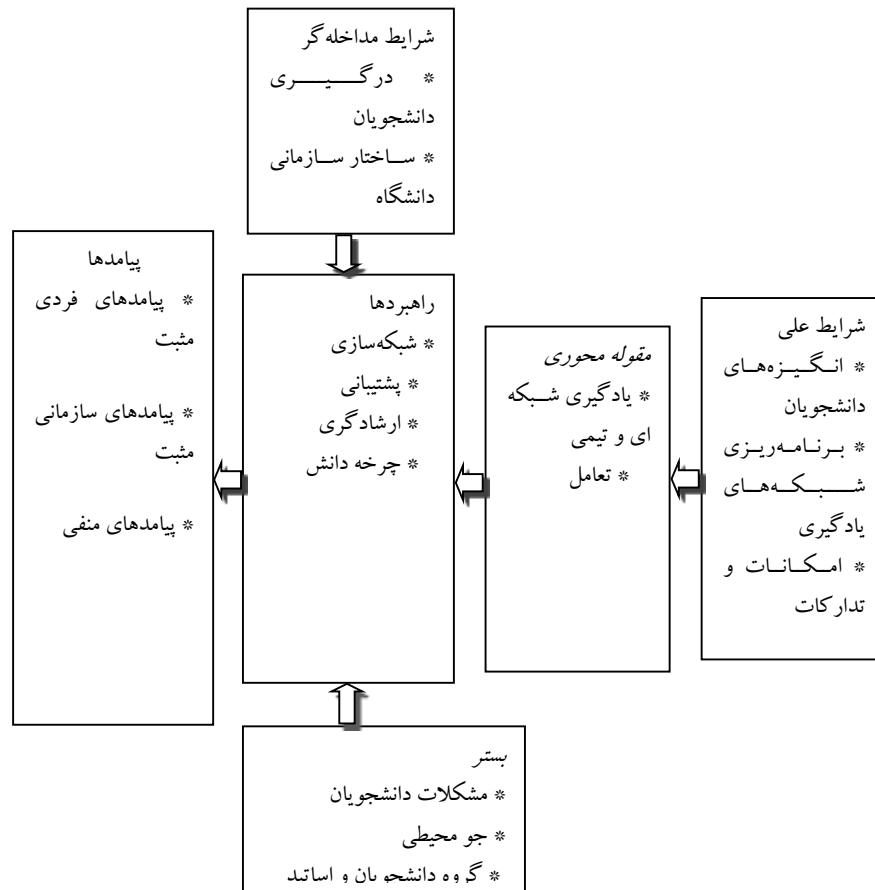 شرایط مداخله‌گر
* درگیری
دانشجویان
* ساختار سازمانی
دانشگاه
شرایط علی
* انگیزه‌های
دانشجویان
* برنامه‌ریزی
شبکه‌های
یادگیری
* امکانات و
تدارکات
مقوله محوری
* یادگیری شبکه
ای و تیمی
* تعامل
راهبردها
* شبکه‌سازی
* پشتیبانی
* ارشادگری
* چرخه دانش
پیامدها
* پیامدهای فردی
مثبت
* پیامدهای سازمانی
مثبت
* پیامدهای منفی
بستر
* مشکلات دانشجویان
* جو محیطی
* گروه دانشجویان و اساتید